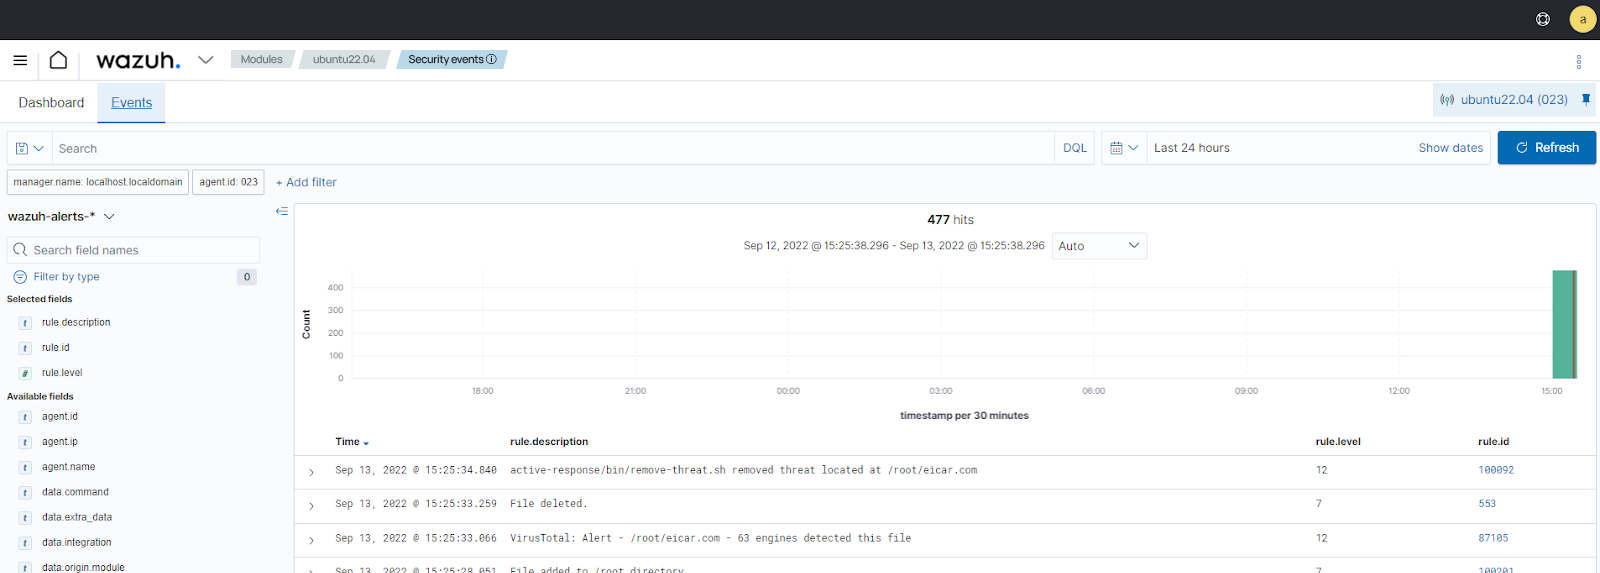 a
wazuh. Modules ubuntu22.04 Security events
Dashboard Events ubuntu22.04 (023)
Search DQL Last 24 hours Show dates Refresh
manager.name: localhost.localdomain agent.id: 023 + Add filter
wazuh-alerts-*
477 hits
Sep 12, 2022 @ 15:25:38.296 - Sep 13, 2022 @ 15:25:38.296 Auto
Search field names
Filter by type 0
Selected fields
t rule.description
t rule.id
# rule.level
Available fields
t agent.id
t agent.ip
t agent.name
t data.command
t data.extra_data
t data.integration
t data.origin.module
Count
400
300
200
100
0
18:00 21:00 00:00 03:00 06:00 09:00 12:00 15:00
timestamp per 30 minutes
Time rule.description rule.level rule.id
Sep 13, 2022 @ 15:25:34.840 active-response/bin/remove-threat.sh removed threat located at /root/eicar.com 12 100092
Sep 13, 2022 @ 15:25:33.259 File deleted. 7 553
Sep 13, 2022 @ 15:25:33.066 VirusTotal: Alert - /root/eicar.com - 63 engines detected this file 12 87105
Sep 13, 2022 @ 15:25:28.051 File added to /root directory. 7 100201